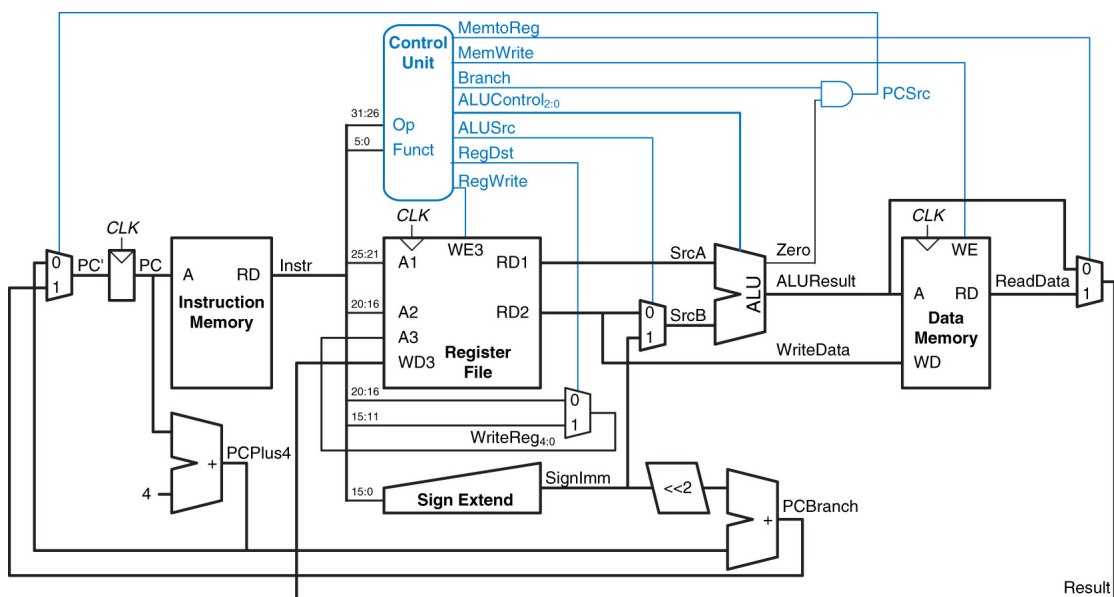 MemtoReg
Control
Unit
MemWrite
Branch
PCSrc
ALUControl2:0
31:26
Op
ALUSrc
5:0
Funct
RegDst
RegWrite
CLK
CLK
CLK
0
1
PC'
PC
A
RD
Instr
Instruction
Memory
25:21
A1
WE3
RD1
SrcA
Zero
WE
20:16
A2
RD2
0
1
SrcB
ALU
ALUResult
A
RD
ReadData
0
1
A3
Data
Memory
WD3
Register
File
WriteData
WD
20:16
0
15:11
1
WriteReg4:0
PCPlus4
+
4
15:0
Sign Extend
SignImm
<<2
+
PCBranch
Result